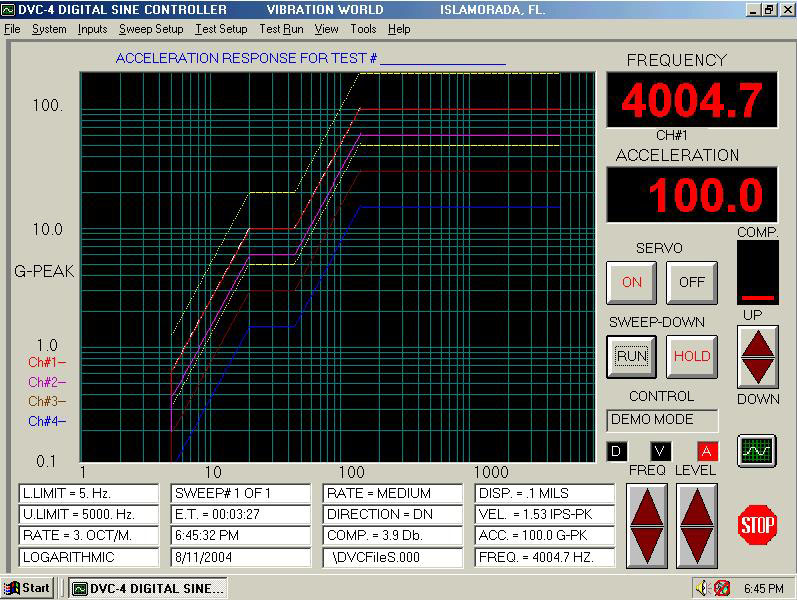 DVC-4 DIGITAL SINE CONTROLLER VIBRATION WORLD ISLAMORADA, FL.
File System Inputs Sweep Setup Test Setup Test Run View Tools Help
ACCELERATION RESPONSE FOR TEST #
100.
10.0
G-PEAK
1.0
Ch#1
Ch#2
Ch#3
Ch#4
0.1
1 10 100 1000
FREQUENCY
4004.7
CH#1
ACCELERATION
100.0
COMP.
SERVO
ON OFF
UP
SWEEP-DOWN
RUN HOLD
DOWN
CONTROL
DEMO MODE
D V A
FREQ LEVEL
STOP
L.LIMIT = 5. Hz. SWEEP# 1 OF 1 RATE = MEDIUM DISP. = .1 MILS
U.LIMIT = 5000. Hz. E.T. = 00:03:27 DIRECTION = DN VEL. = 1.53 IPS-PK
RATE = 3. OCT/M. 6:45:32 PM COMP. = 3.9 Db. ACC. = 100.0 G-PK
LOGARITHMIC 8/11/2004 \DVCFileS.000 FREQ. = 4004.7 HZ.
Start DVC-4 DIGITAL SINE... 6:45 PM